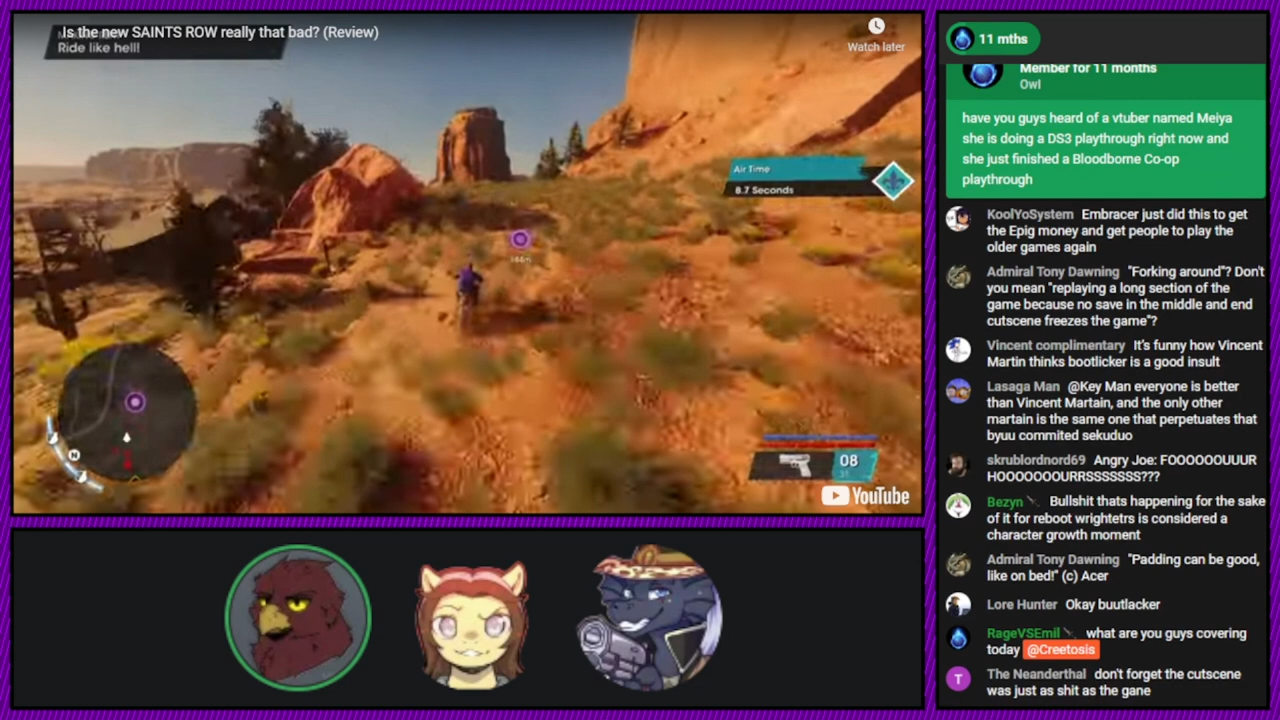 Is the new SAINTS ROW really that bad? (Review)
Ride like hell!
Watch later
Air Time
8.7 Seconds
N
08
YouTube
11 mths
Member for 11 months
Owl
have you guys heard of a vtuber named Meiya
she is doing a DS3 playthrough right now and
she just finished a Bloodborne Co-op
playthrough
KoolYoSystem Embracer just did this to get
the Epig money and get people to play the
older games again
Admiral Tony Dawning "Forking around"? Don't
you mean "replaying a long section of the
game because no save in the middle and end
cutscene freezes the game"?
Vincent complimentary It's funny how Vincent
Martin thinks bootlicker is a good insult
Lasaga Man @Key Man everyone is better
than Vincent Martain, and the only other
martain is the same one that perpetuates that
byuu commited sekuduo
skrublordnord69 Angry Joe: FOOOOOUUUR
HOOOOOOURRSSSSSSS???
Bezyn Bullshit thats happening for the sake
of it for reboot wrightetrs is considered a
character growth moment
Admiral Tony Dawning "Padding can be good,
like on bed!" (c) Acer
Lore Hunter Okay buutlacker
RageVSEmil what are you guys covering
today @Creetosis
T
The Neanderthal don't forget the cutscene
was just as shit as the gane